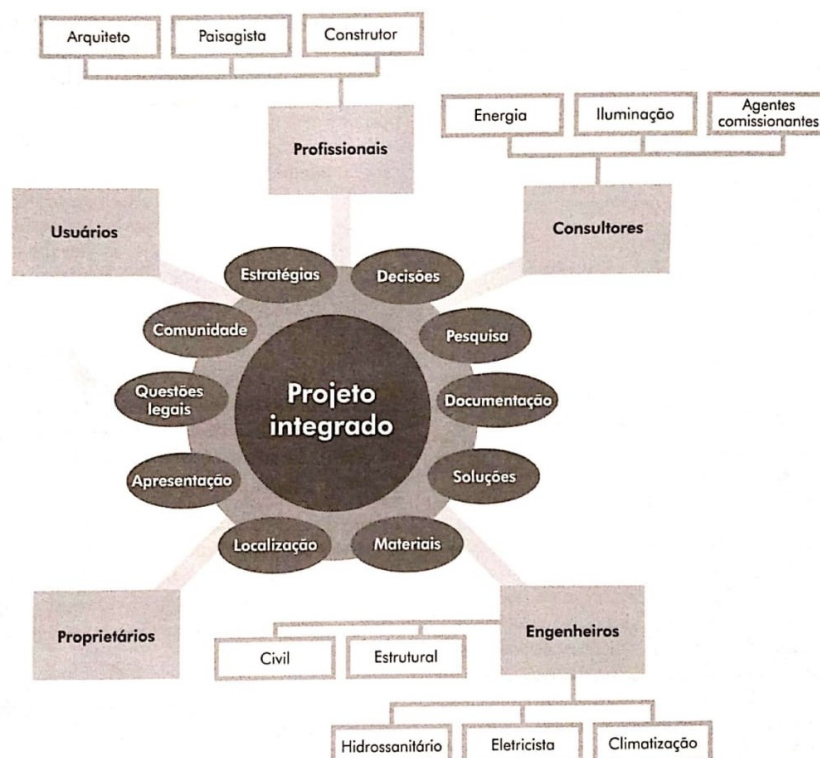 Arquiteto
Paisagista
Construtor
Profissionais
Energia
Iluminação
Agentes
comissionantes
Consultores
Usuários
Estratégias
Decisões
Comunidade
Pesquisa
Questões
legais
Documentação
Projeto
integrado
Apresentação
Soluções
Localização
Materiais
Proprietários
Engenheiros
Civil
Estrutural
Hidrossanitário
Eletricista
Climatização